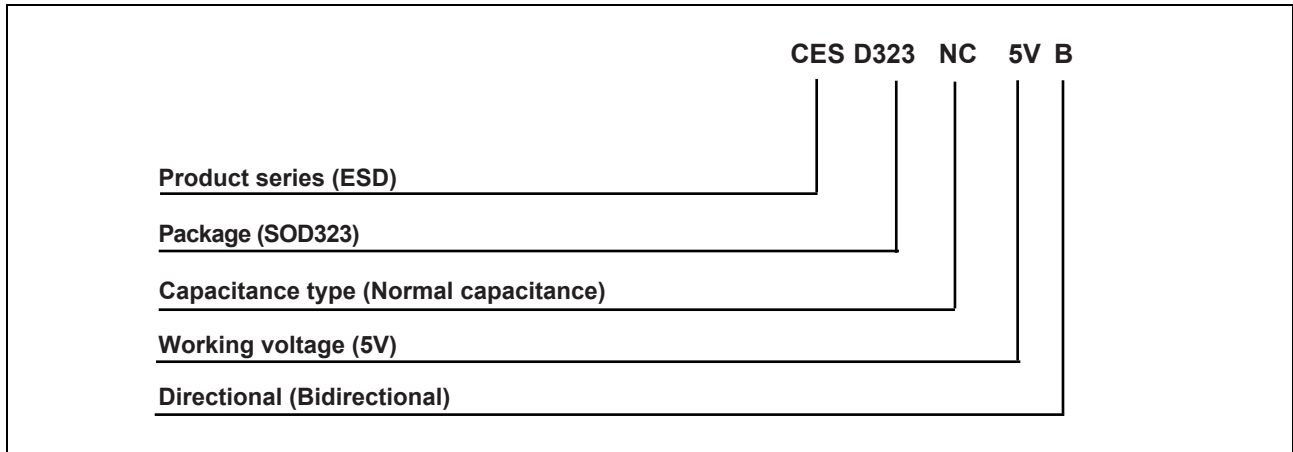 CES D323 NC 5V B
Product series (ESD)
Package (SOD323)
Capacitance type (Normal capacitance)
Working voltage (5V)
Directional (Bidirectional)